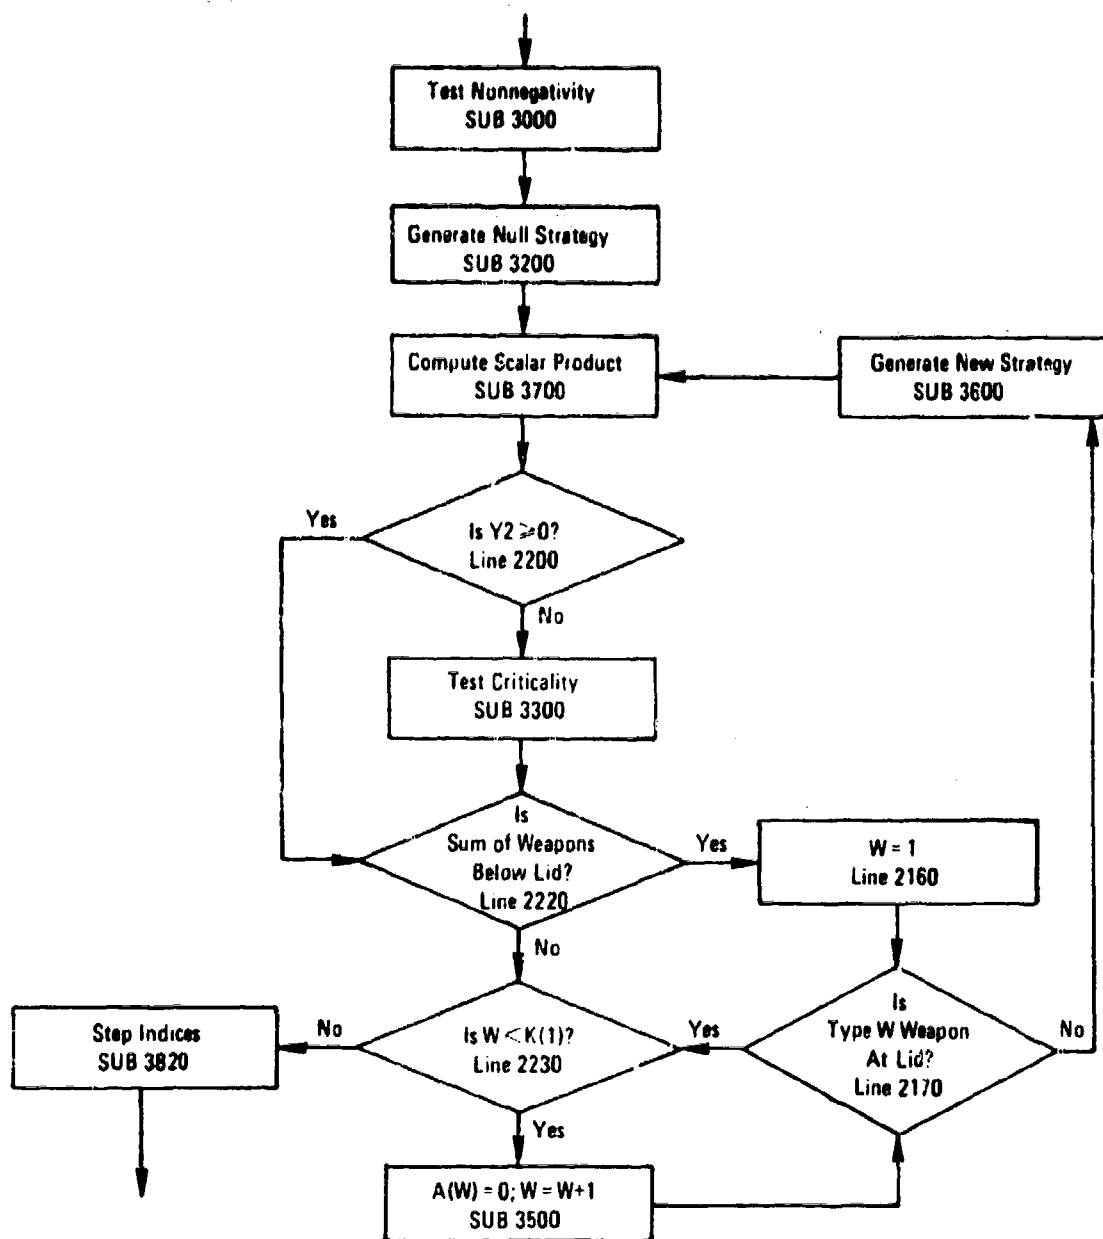 Test Nonnegativity
SUB 3000
Generate Null Strategy
SUB 3200
Compute Scalar Product
SUB 3700
Generate New Strategy
SUB 3600
Yes
Is Y2 ≥0?
Line 2200
No
Test Criticality
SUB 3300
Is
Sum of Weapons
Below Lid?
Line 2220
Yes
W = 1
Line 2160
No
Step Indices
SUB 3820
No
Is W < K(1)?
Line 2230
Yes
Is
Type W Weapon
At Lid?
Line 2170
No
Yes
A(W) = 0; W = W+1
SUB 3500